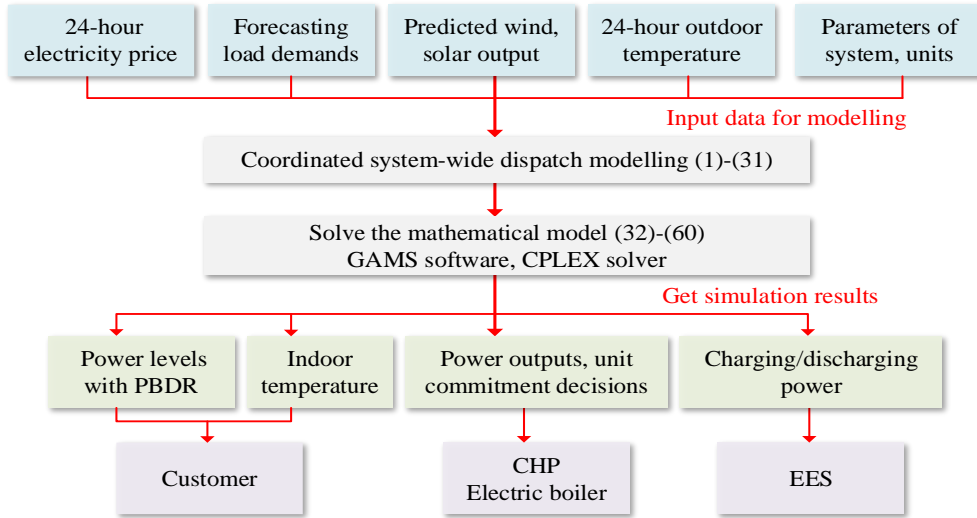 24-hour
electricity price
Forecasting
load demands
Predicted wind,
solar output
24-hour outdoor
temperature
Parameters of
system, units
Input data for modelling
Coordinated system-wide dispatch modelling (1)-(31)
Solve the mathematical model (32)-(60)
GAMS software, CPLEX solver
Get simulation results
Power levels
with PBDR
Indoor
temperature
Power outputs, unit
commitment decisions
Charging/discharging
power
Customer
CHP
Electric boiler
EES